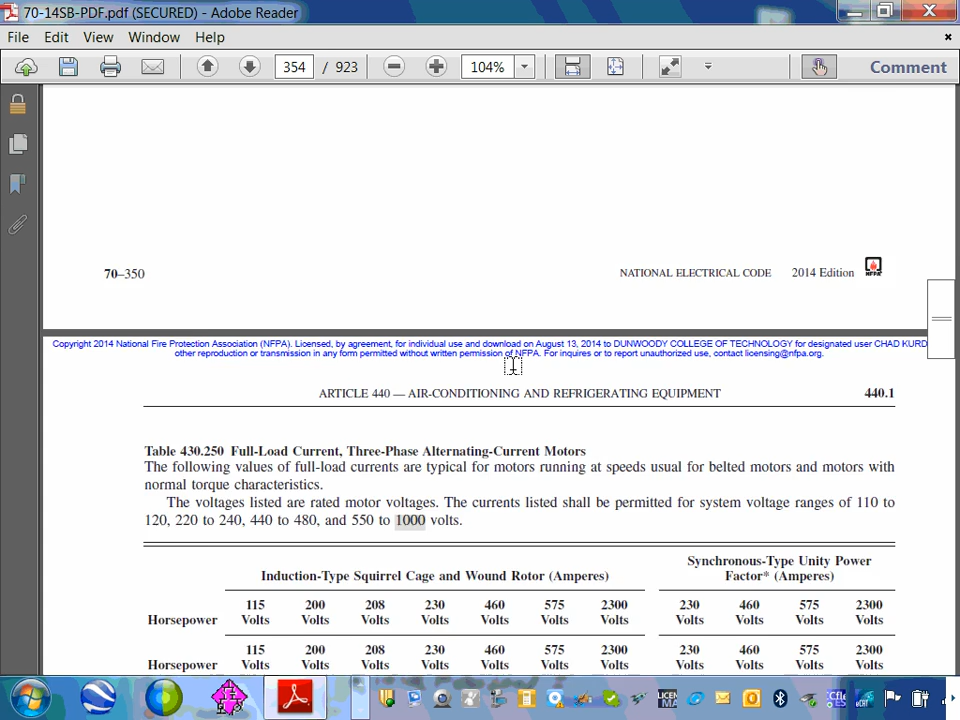 70-14SB-PDF.pdf (SECURED) - Adobe Reader
File Edit View Window Help
354 / 923 104% Comment
70–350 NATIONAL ELECTRICAL CODE 2014 Edition
NFPA
Copyright 2014 National Fire Protection Association (NFPA). Licensed, by agreement, for individual use and download on August 13, 2014 to DUNWOODY COLLEGE OF TECHNOLOGY for designated user CHAD KURD
other reproduction or transmission in any form permitted without written permission of NFPA. For inquires or to report unauthorized use, contact licensing@nfpa.org.
ARTICLE 440 — AIR-CONDITIONING AND REFRIGERATING EQUIPMENT 440.1
Table 430.250 Full-Load Current, Three-Phase Alternating-Current Motors
The following values of full-load currents are typical for motors running at speeds usual for belted motors and motors with
normal torque characteristics.
The voltages listed are rated motor voltages. The currents listed shall be permitted for system voltage ranges of 110 to
120, 220 to 240, 440 to 480, and 550 to 1000 volts.
Induction-Type Squirrel Cage and Wound Rotor (Amperes)
Synchronous-Type Unity Power
Factor* (Amperes)
115 200 208 230 460 575 2300 230 460 575 2300
Horsepower Volts Volts Volts Volts Volts Volts Volts Volts Volts Volts Volts
115 200 208 230 460 575 2300 230 460 575 2300
Horsepower Volts Volts Volts Volts Volts Volts Volts Volts Volts Volts Volts